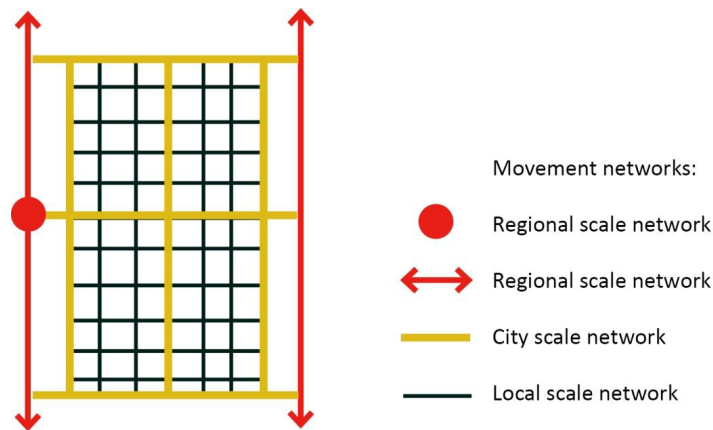 Movement networks:
Regional scale network
Regional scale network
City scale network
Local scale network